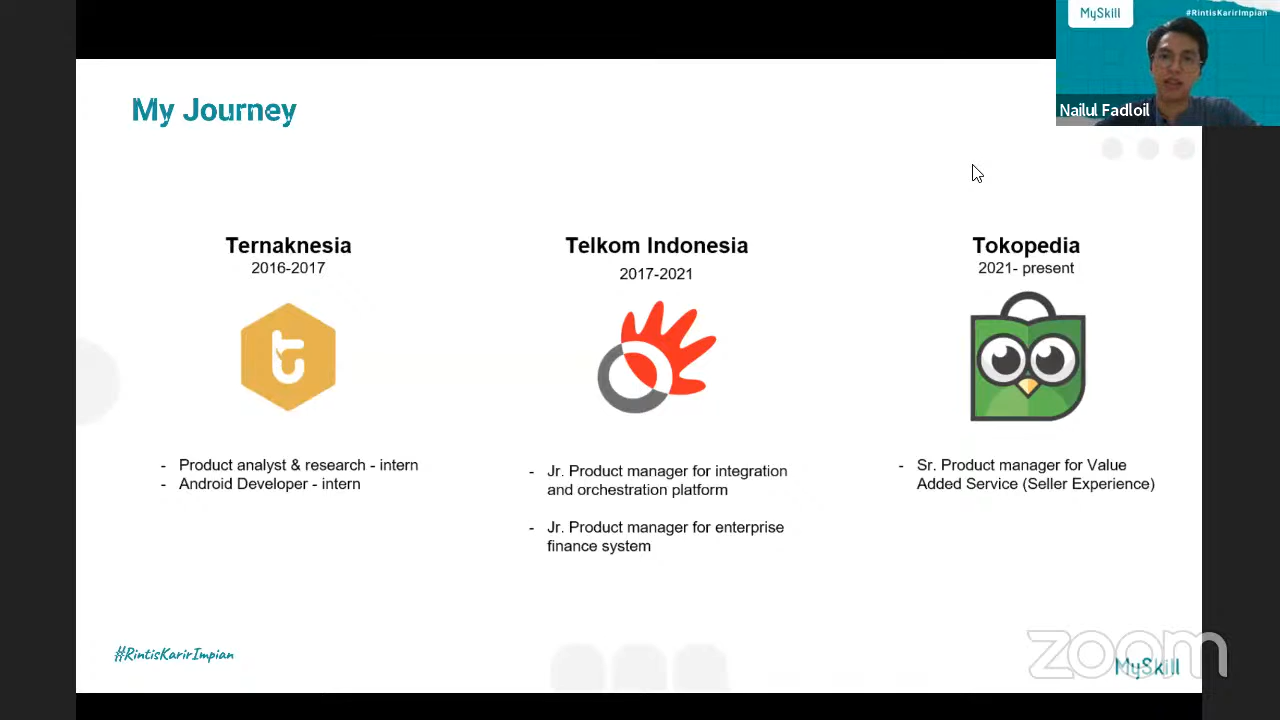 MySkill
#RintisKarirImpian
Nailul Fadloil
My Journey
Ternaknesia
2016-2017
t
- Product analyst & research - intern
- Android Developer - intern
Telkom Indonesia
2017-2021
- Jr. Product manager for integration
and orchestration platform
- Jr. Product manager for enterprise
finance system
Tokopedia
2021- present
- Sr. Product manager for Value
Added Service (Seller Experience)
#RintisKarirImpian
zoom
MySkill